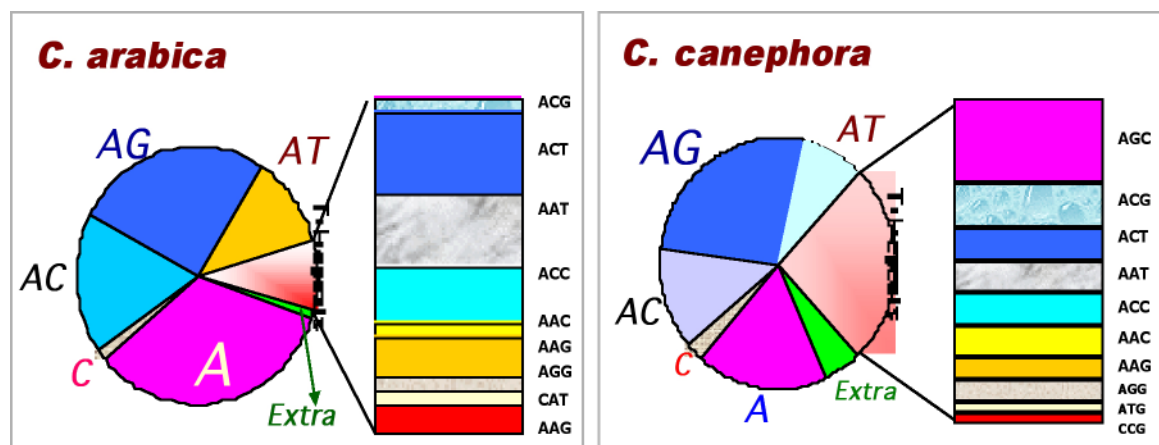 C. arabica
AG
AT
AC
C
A
Extra
ACG
ACT
AAT
ACC
AAC
AAG
AGG
CAT
AAG
C. canephora
AG
AT
AC
C
A
Extra
AGC
ACG
ACT
AAT
ACC
AAC
AAG
AGG
ATG
CCG